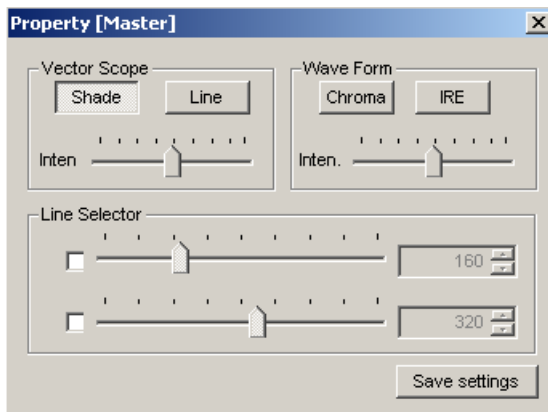 Property [Master]
Vector Scope
Shade
Line
Inten
Wave Form
Chroma
IRE
Inten.
Line Selector
160
320
Save settings